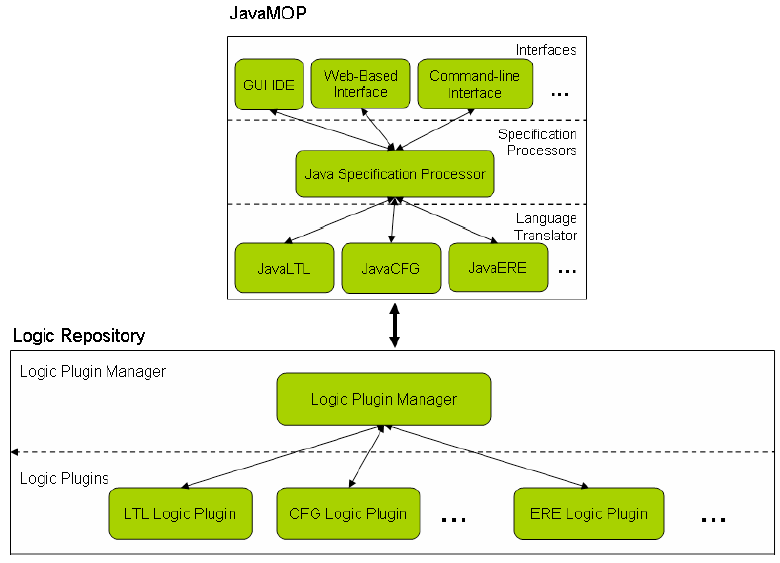 JavaMOP
Interfaces
GUI IDE
Web-Based
Interface
Command-line
Interface
...
Specification
Processors
Java Specification Processor
Language
Translator
JavaLTL
JavaCFG
JavaERE
...
Logic Repository
Logic Plugin Manager
Logic Plugin Manager
Logic Plugins
LTL Logic Plugin
CFG Logic Plugin
...
ERE Logic Plugin
...